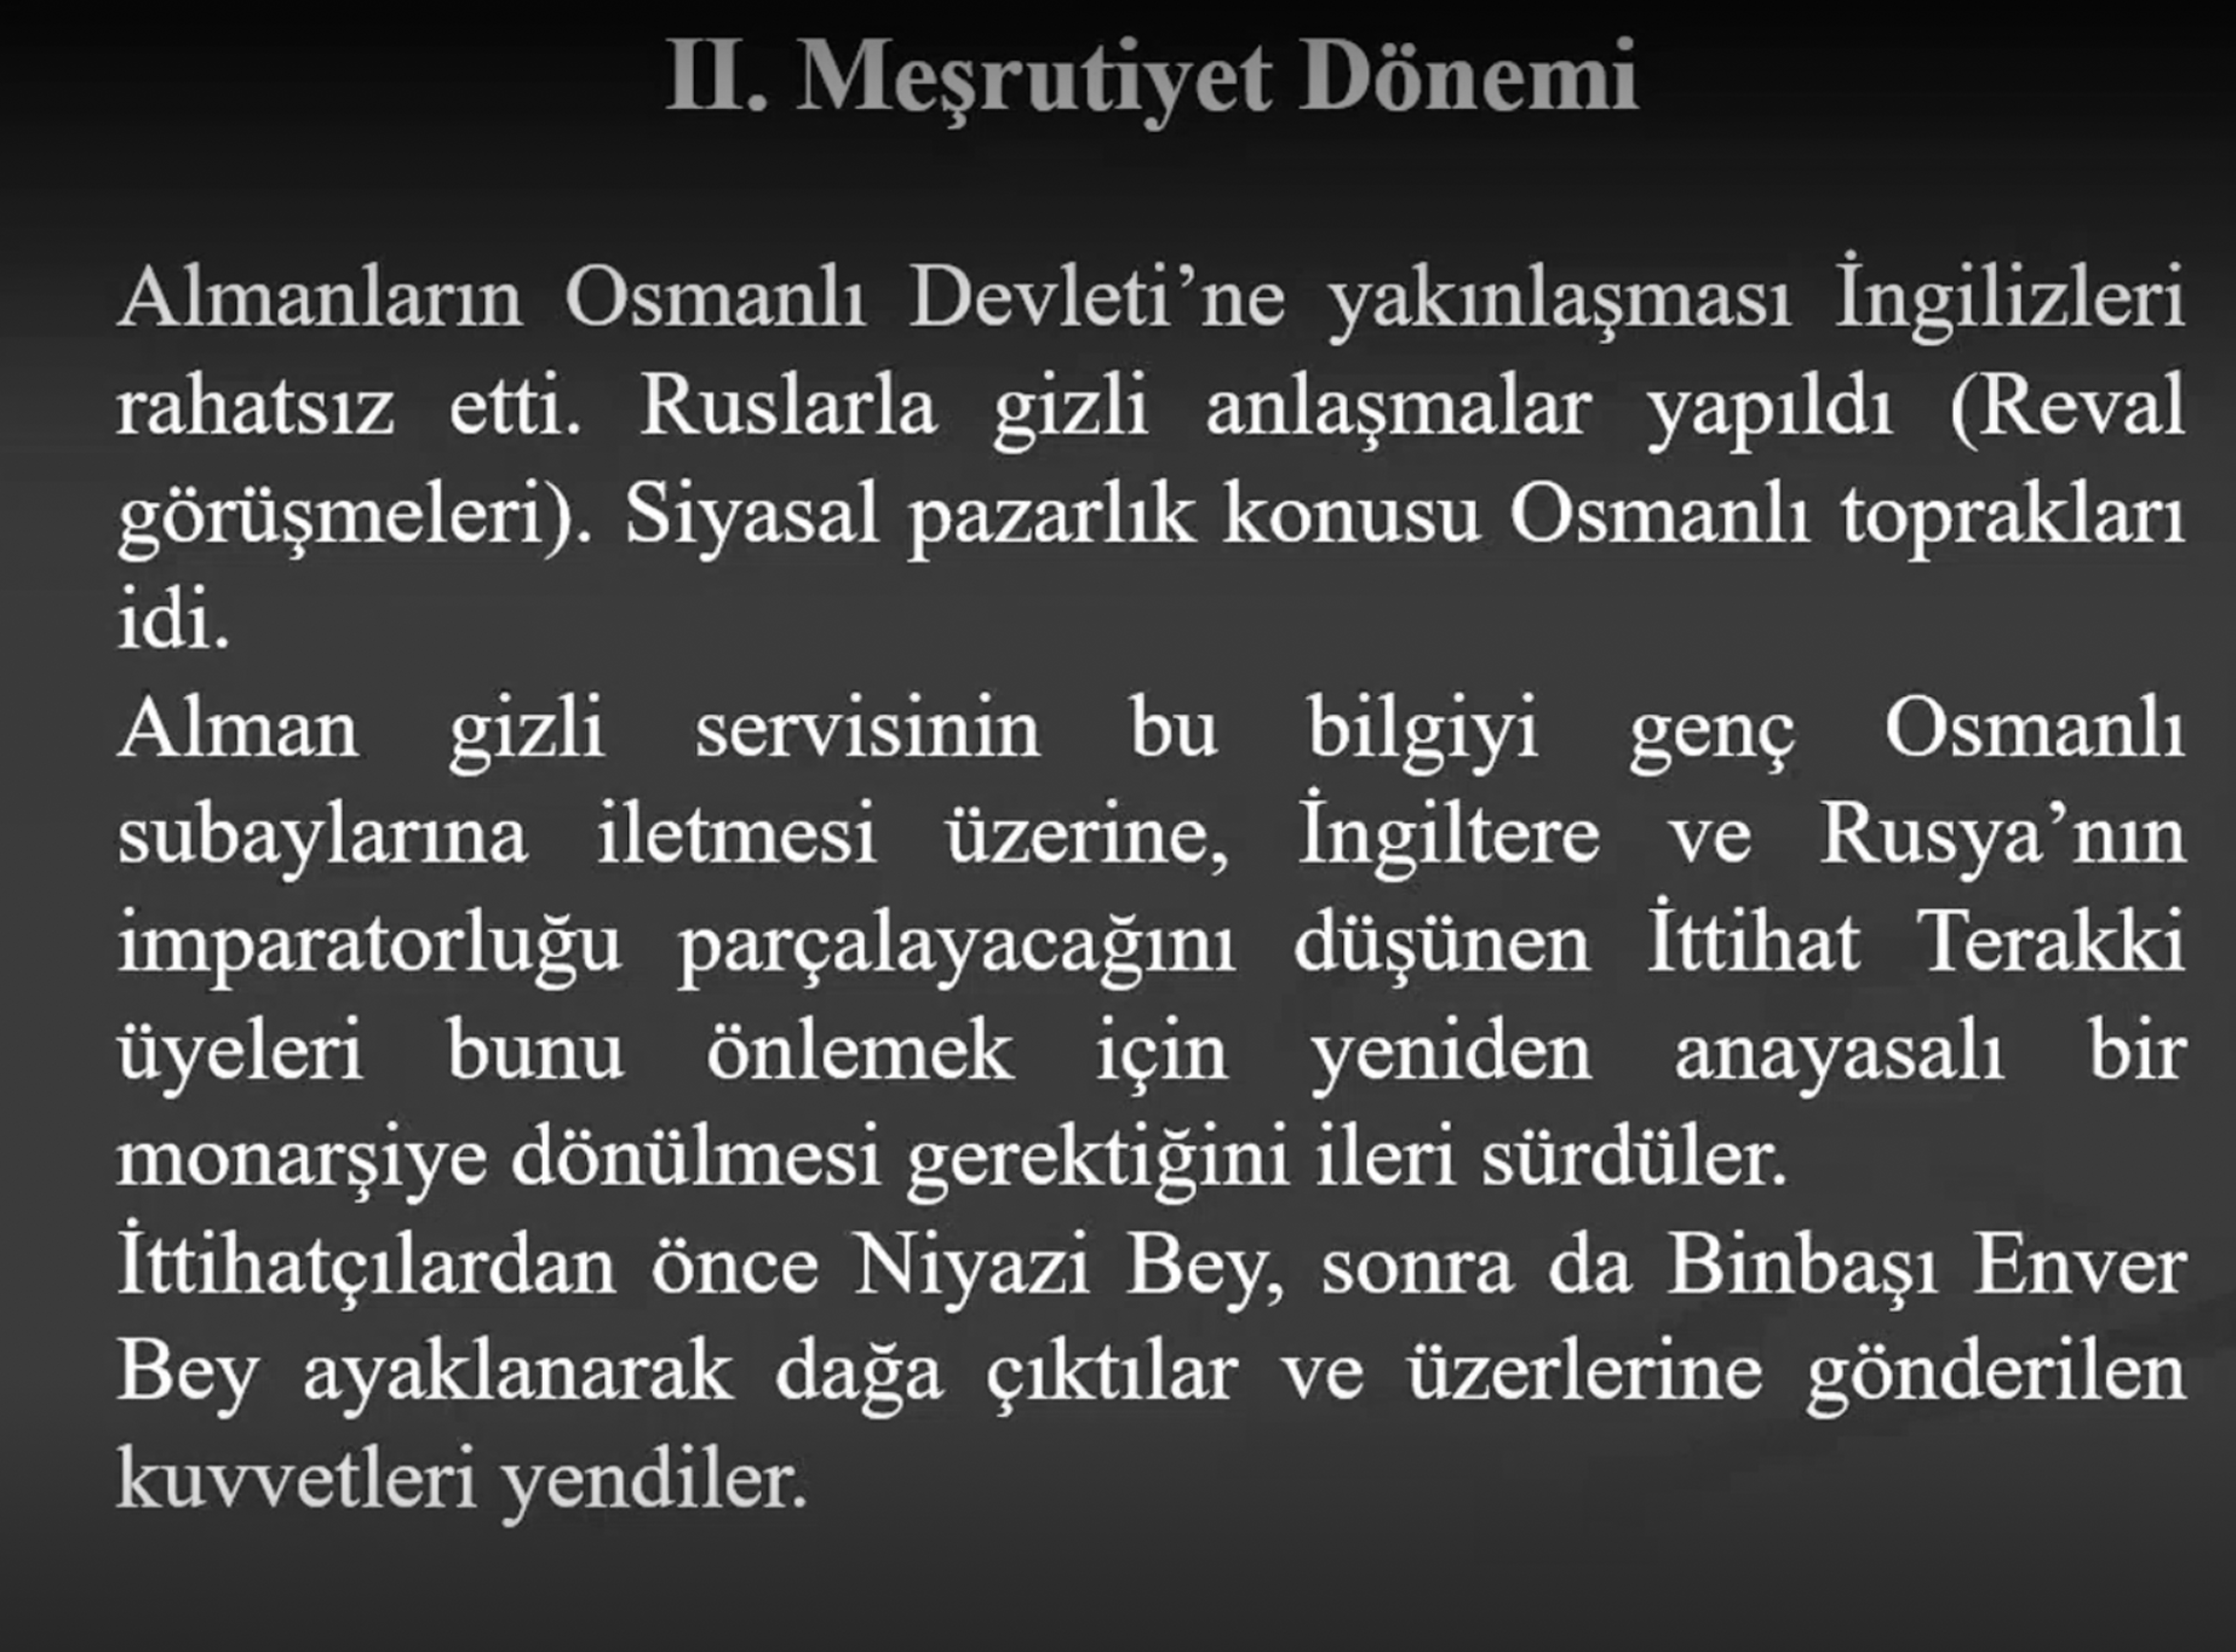 II. Meşrutiyet Dönemi
Almanların Osmanlı Devleti’ne yakınlaşması İngilizleri
rahatsız etti. Ruslarla gizli anlaşmalar yapıldı (Reval
görüşmeleri). Siyasal pazarlık konusu Osmanlı toprakları
idi.
Alman gizli servisinin bu bilgiyi genç Osmanlı
subaylarına iletmesi üzerine, İngiltere ve Rusya’nın
imparatorluğu parçalayacağını düşünen İttihat Terakki
üyeleri bunu önlemek için yeniden anayasalı bir
monarşiye dönülmesi gerektiğini ileri sürdüler.
İttihatçılardan önce Niyazi Bey, sonra da Binbaşı Enver
Bey ayaklanarak dağa çıktılar ve üzerlerine gönderilen
kuvvetleri yendiler.